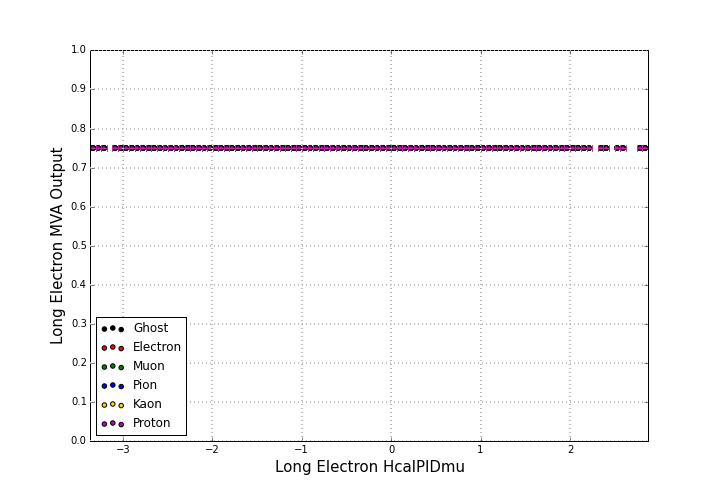 1.0
0.9
0.8
0.7
0.6
0.5
0.4
0.3
0.2
0.1
0.0
Long Electron MVA Output
Ghost
Electron
Muon
Pion
Kaon
Proton
−3 −2 −1 0 1 2
Long Electron HcalPIDmu